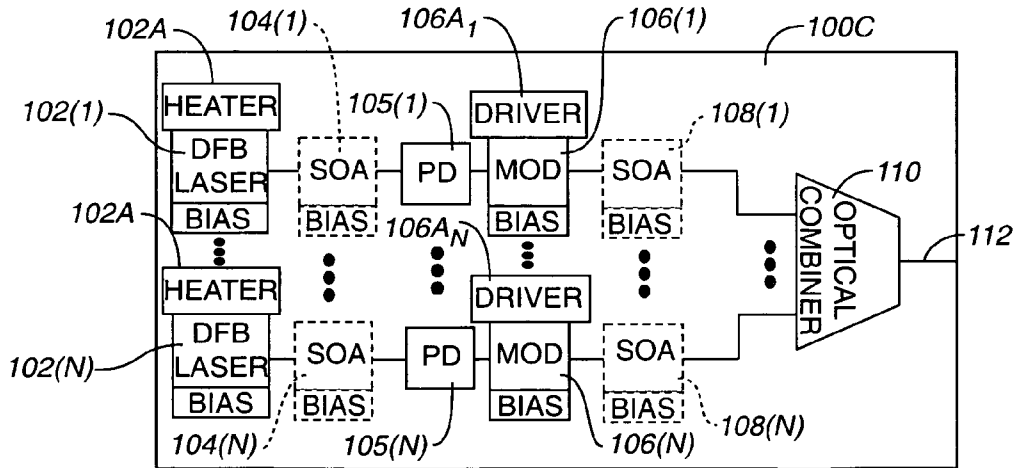 104(1)
106A1
106(1)
102A
100C
HEATER
105(1)
DRIVER
108(1)
102(1)
DFB
LASER
BIAS
SOA
BIAS
PD
MOD
BIAS
SOA
BIAS
110
OPTICAL
COMBINER
112
102A
106AN
HEATER
DRIVER
DFB
LASER
BIAS
SOA
BIAS
PD
MOD
BIAS
SOA
BIAS
102(N)
104(N)
105(N)
106(N)
108(N)